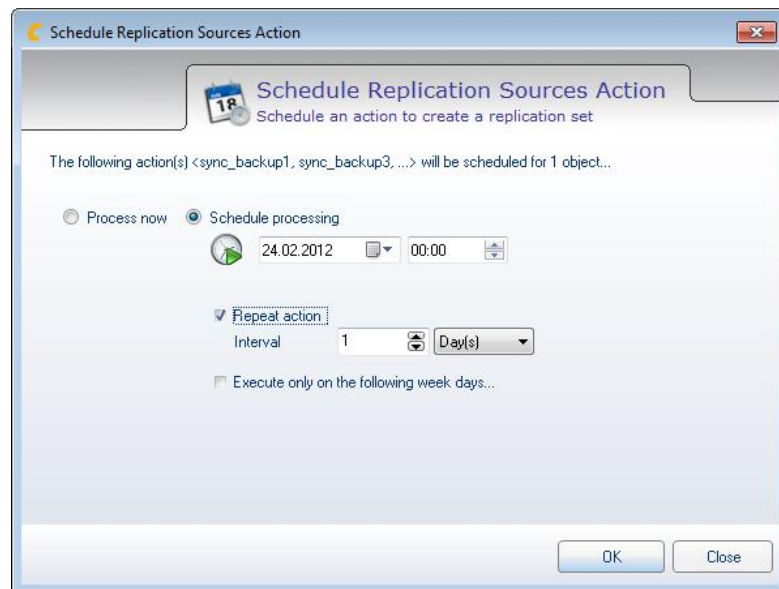 Schedule Replication Sources Action
18
Schedule Replication Sources Action
Schedule an action to create a replication set
The following action(s) <sync_backup1, sync_backup3, ...> will be scheduled for 1 object...
Process now Schedule processing
24.02.2012 00:00
Repeat action
Interval 1 Day(s)
Execute only on the following week days...
OK Close